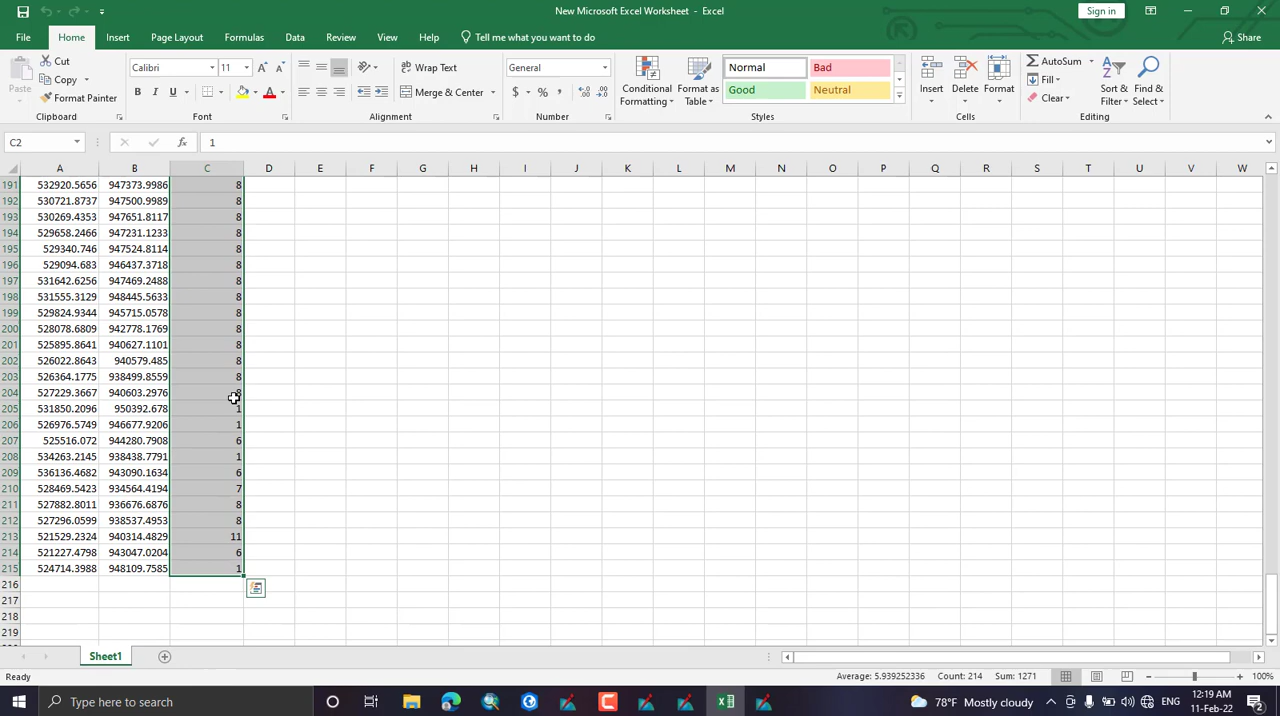 New Microsoft Excel Worksheet - Excel
Sign in
File Home Insert Page Layout Formulas Data Review View Help Tell me what you want to do Share
Paste
Cut
Copy
Format Painter
Clipboard
Calibri 11
B I U
Font
Wrap Text
Merge & Center
Alignment
General
$ % ,
Number
Conditional Formatting
Format as Table
Normal Bad
Good Neutral
Styles
Insert Delete Format
Cells
AutoSum
Fill
Clear
Sort & Filter
Find & Select
Editing
C2 fx 1
A B C D E F G H I J K L M N O P Q R S T U V W
191 532920.5656 947373.9986 8
192 530721.8737 947500.9989 8
193 530269.4353 947651.8117 8
194 529658.2466 947231.1233 8
195 529340.746 947524.8114 8
196 529094.683 946437.3718 8
197 531642.6256 947469.2488 8
198 531555.3129 948445.5633 8
199 529824.9344 945715.0578 8
200 528078.6809 942778.1769 8
201 525895.8641 940627.1101 8
202 526022.8643 940579.485 8
203 526364.1775 938499.8559 8
204 527229.3667 940603.2976 8
205 531850.2096 950392.678 1
206 526976.5749 946677.9206 1
207 525516.072 944280.7908 6
208 534263.2145 938438.7791 1
209 536136.4682 943090.1634 6
210 528469.5423 934564.4194 7
211 527882.8011 936676.6876 8
212 527296.0599 938537.4953 8
213 521529.2324 940314.4829 11
214 521227.4798 943047.0204 6
215 524714.3988 948109.7585 1
216
217
218
219
Sheet1
Ready Average: 5.939252336 Count: 214 Sum: 1271 100%
Type here to search
78°F Mostly cloudy ENG 12:19 AM
11-Feb-22